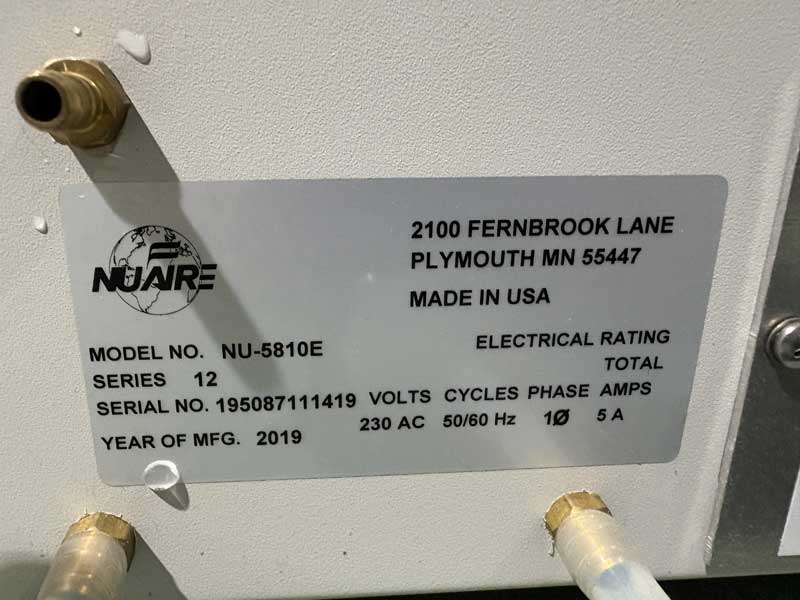 NUAIRE
2100 FERNBROOK LANE
PLYMOUTH MN 55447
MADE IN USA
MODEL NO. NU-5810E
ELECTRICAL RATING
SERIES 12
TOTAL
SERIAL NO. 195087111419 VOLTS CYCLES PHASE AMPS
230 AC 50/60 Hz 1Ø 5 A
YEAR OF MFG. 2019